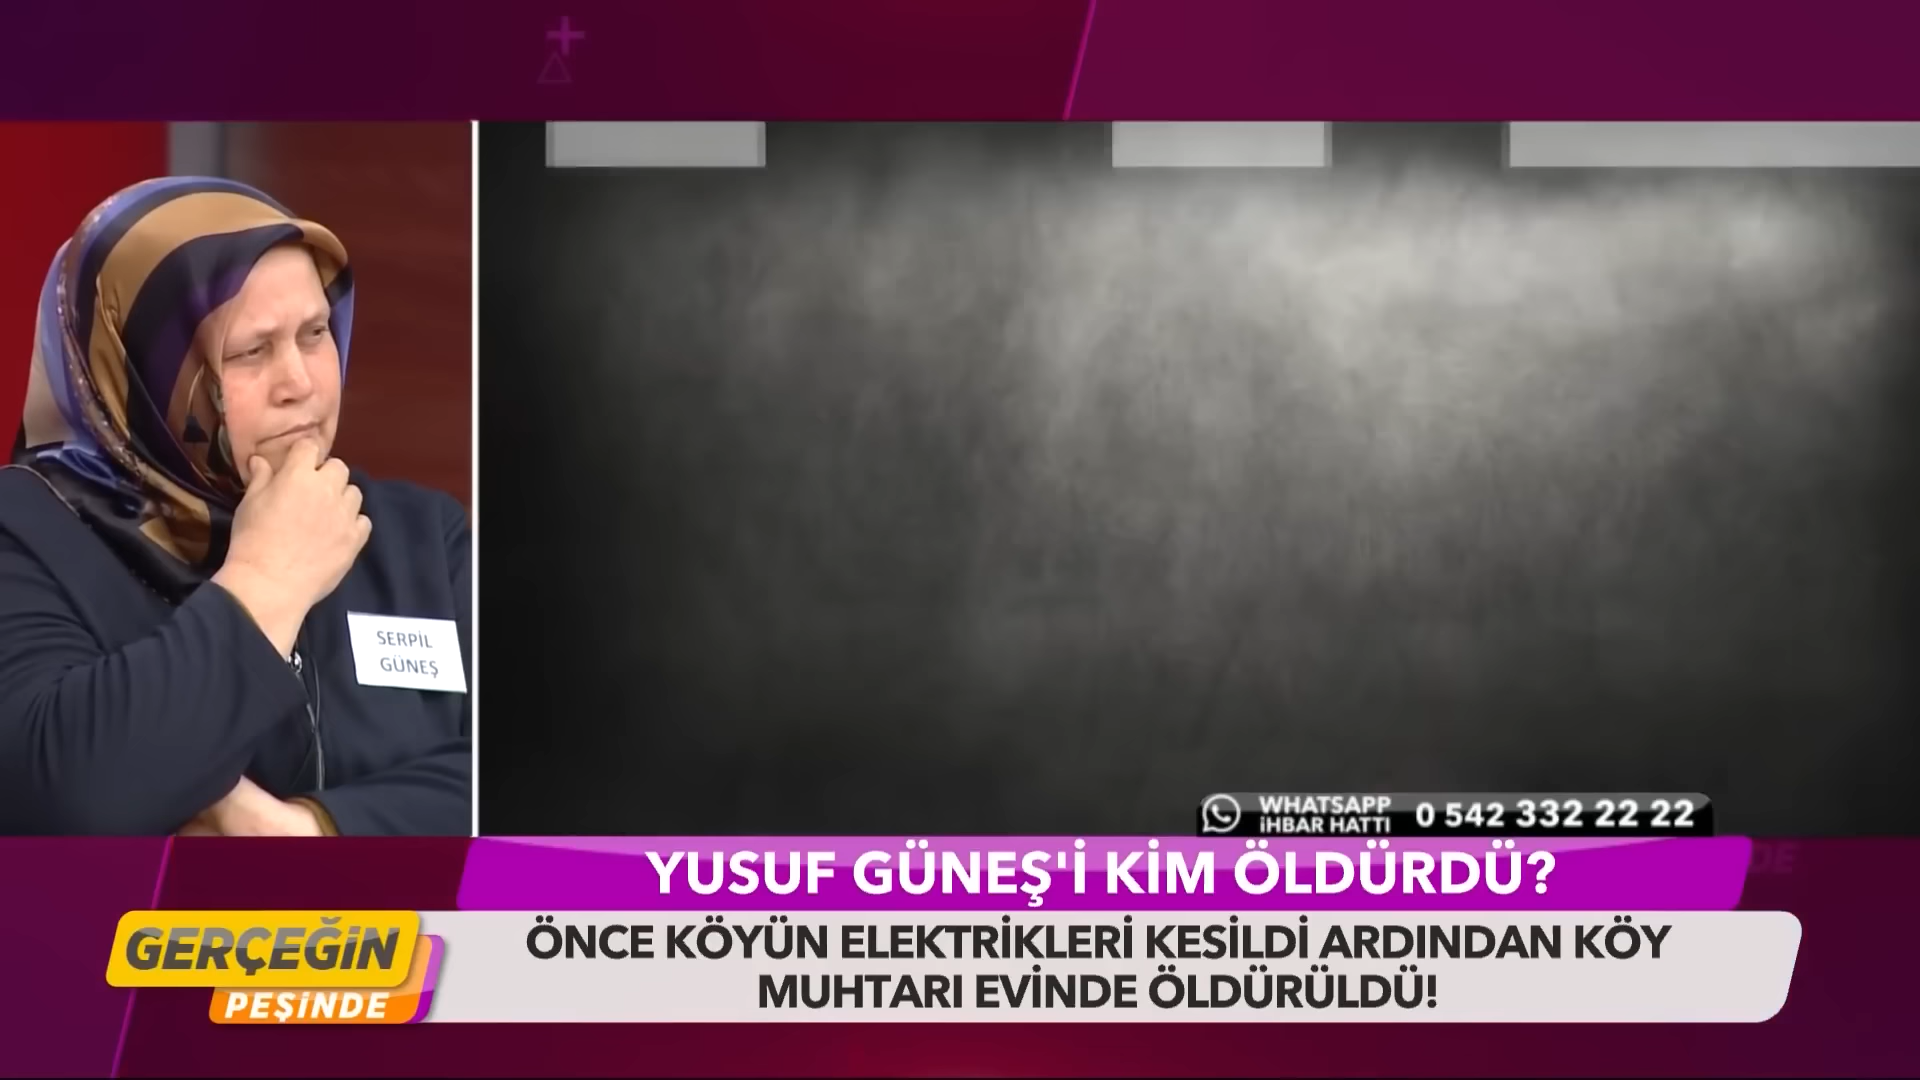 SERPİL
GÜNEŞ
WHATSAPP
İHBAR HATTI
0 542 332 22 22
YUSUF GÜNEŞ'İ KİM ÖLDÜRDÜ?
GERÇEĞİN
PEŞİNDE
ÖNCE KÖYÜN ELEKTRİKLERİ KESİLDİ ARDINDAN KÖY
MUHTARI EVİNDE ÖLDÜRÜLDÜ!